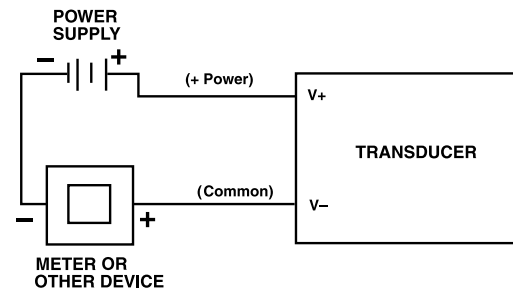 POWER
SUPPLY
− +
(+ Power)
V+
TRANSDUCER
(Common)
V−
− +
METER OR
OTHER DEVICE